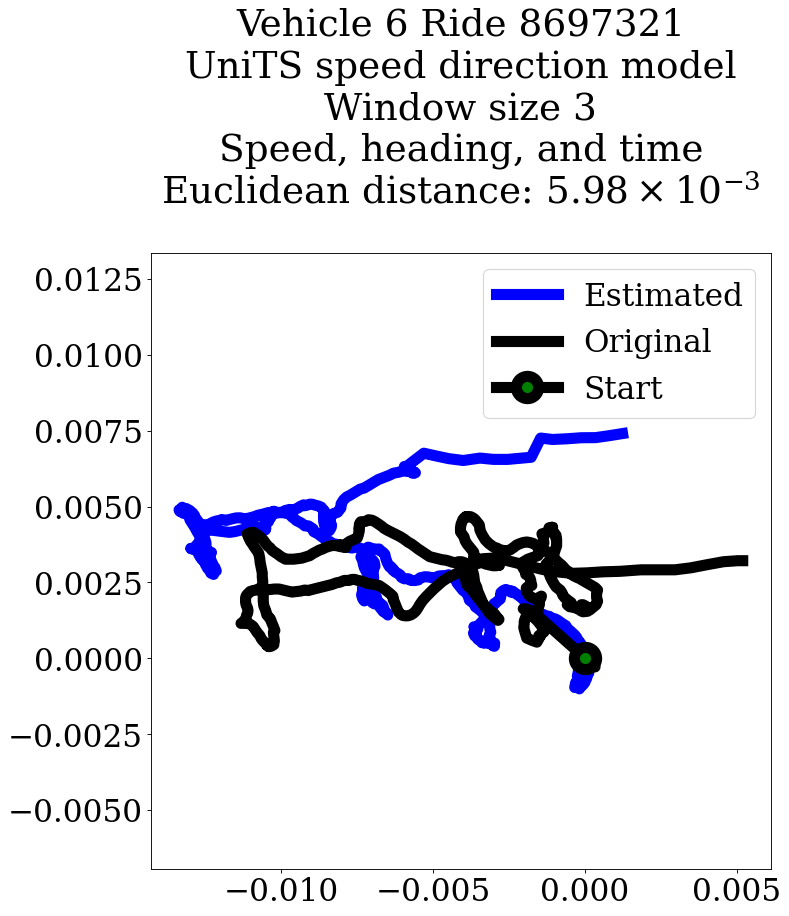 Vehicle 6 Ride 8697321
UniTS speed direction model
Window size 3
Speed, heading, and time
Euclidean distance: 5.98 × 10⁻³
Estimated
Original
Start
0.0125
0.0100
0.0075
0.0050
0.0025
0.0000
−0.0025
−0.0050
−0.010
−0.005
0.000
0.005